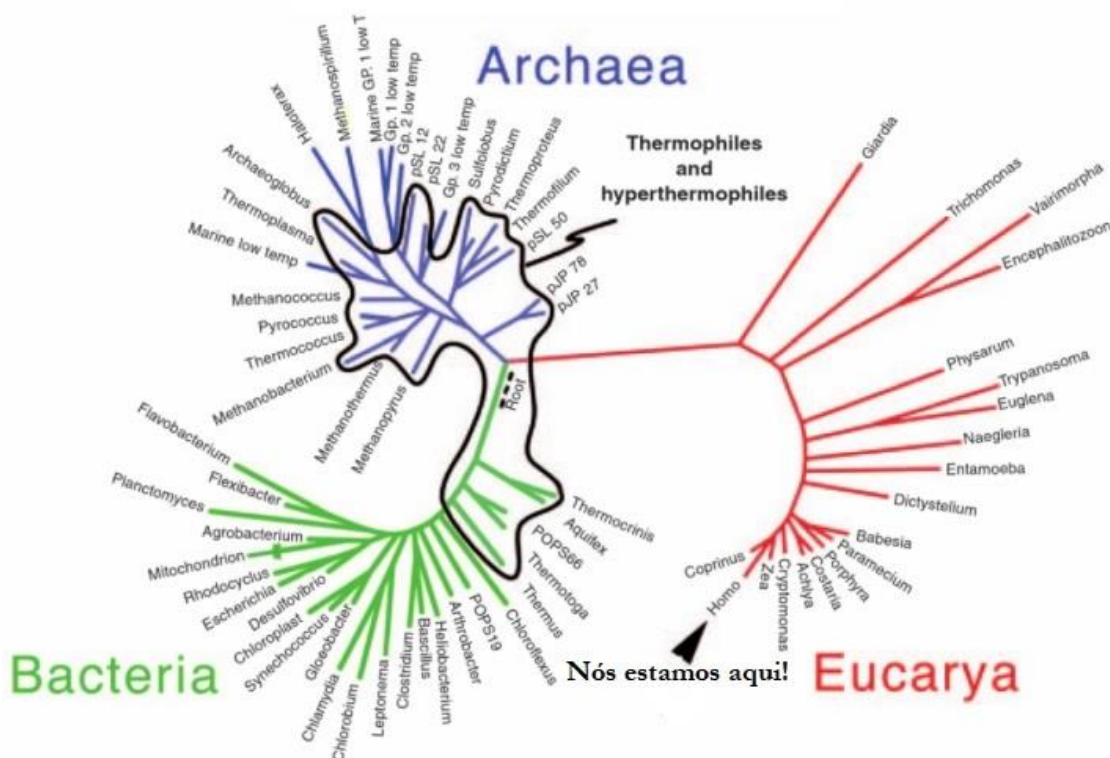 Archaea
Haloferax
Methanospirillum
Marine GP. 1 low T
Gp. 1 low temp
Gp. 2 low temp
pSL 12
pSL 22
Gp. 3 low temp
Sulfolobus
Pyrodictium
Thermoproteus
Thermofilum
pSL 50
pJP 78
pJP 27
Archaeoglobus
Thermoplasma
Marine low temp
Methanococcus
Pyrococcus
Thermococcus
Methanobacterium
Methanothermus
Methanopyrus
Thermophiles
and
hyperthermophiles
Root
Giardia
Trichomonas
Vairimorpha
Encephalitozoon
Physarum
Trypanosoma
Euglena
Naegleria
Entamoeba
Dictystelium
Babesia
Paramecium
Porphyra
Costaria
Achlya
Cryptomonas
Zea
Homo
Coprinus
Nós estamos aqui!
Eucarya
Flavobacterium
Flexibacter
Planctomyces
Agrobacterium
Mitochondrion
Rhodocyclus
Escherichia
Desulfovibrio
Chloroplast
Synechococcus
Gloeobacter
Chlamydia
Chlorobium
Leptonema
Clostridium
Bascillus
Heliobacterium
Arthrobacter
POPS19
Chloroflexus
Thermus
Thermotoga
POPS66
Aquifex
Thermocrinis
Bacteria